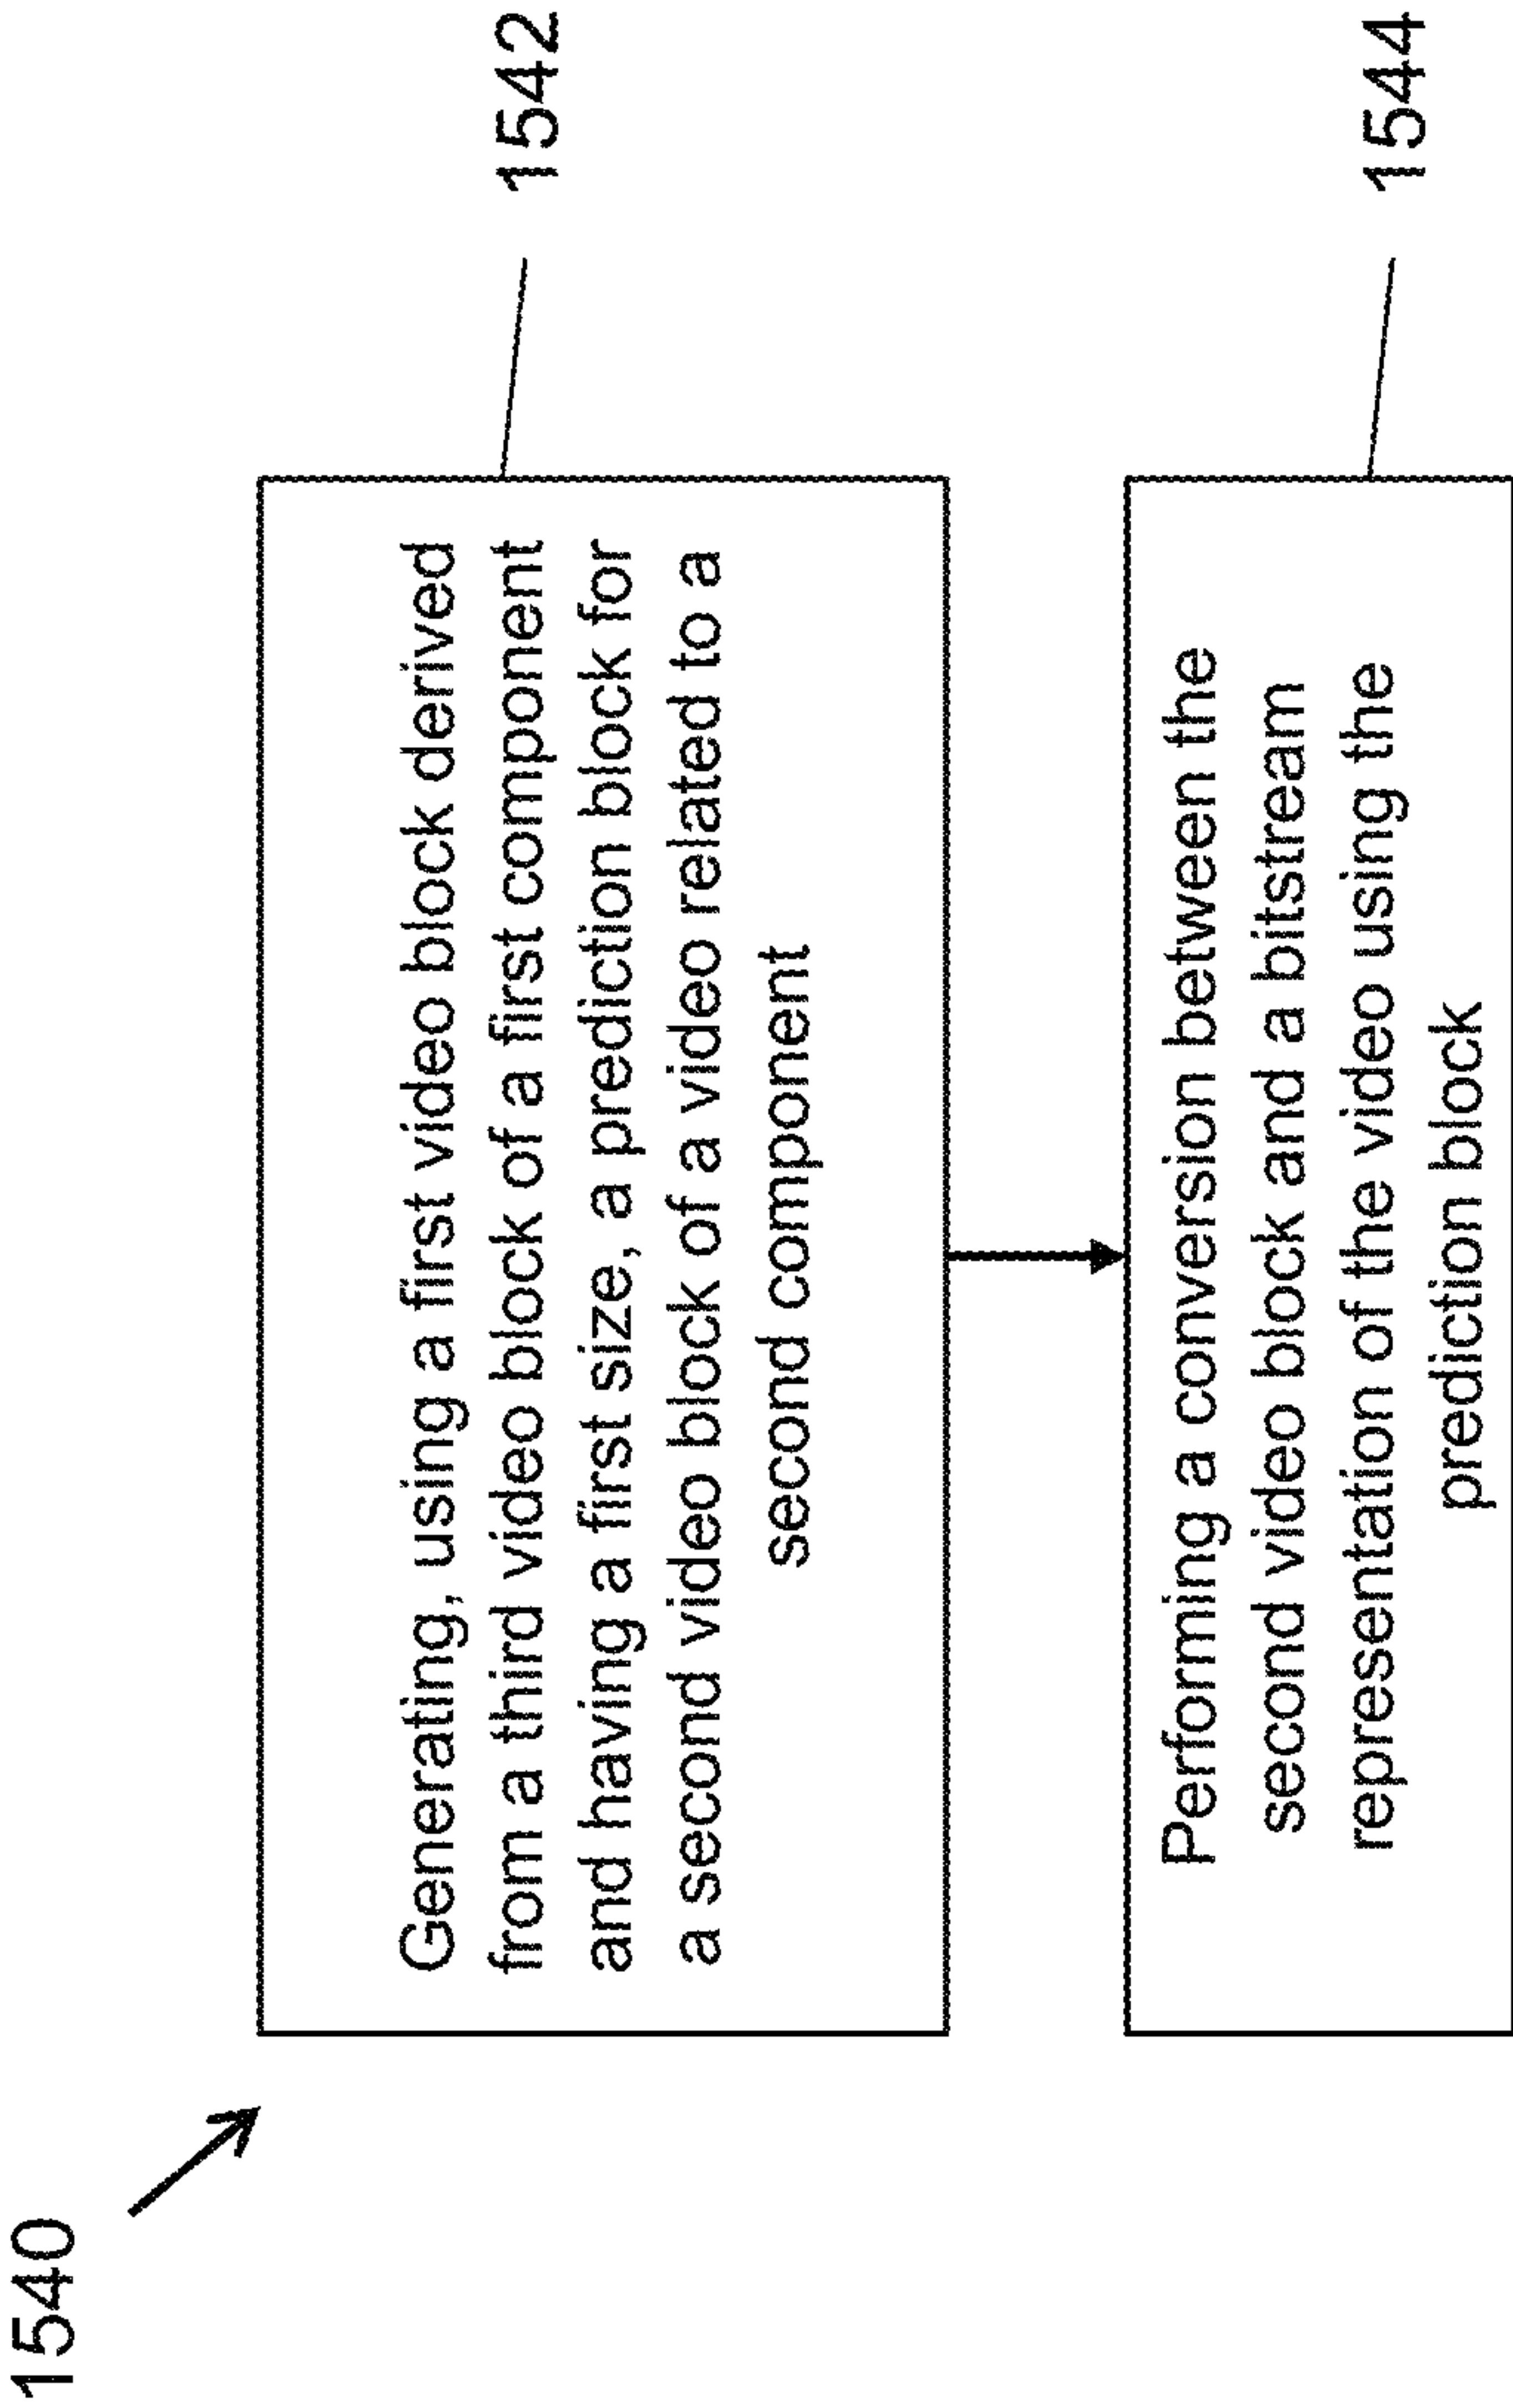 1540
Generating, using a first video block derived
from a third video block of a first component
and having a first size, a prediction block for
a second video block of a video related to a
second component
1542
Performing a conversion between the
second video block and a bitstream
representation of the video using the
prediction block
1544